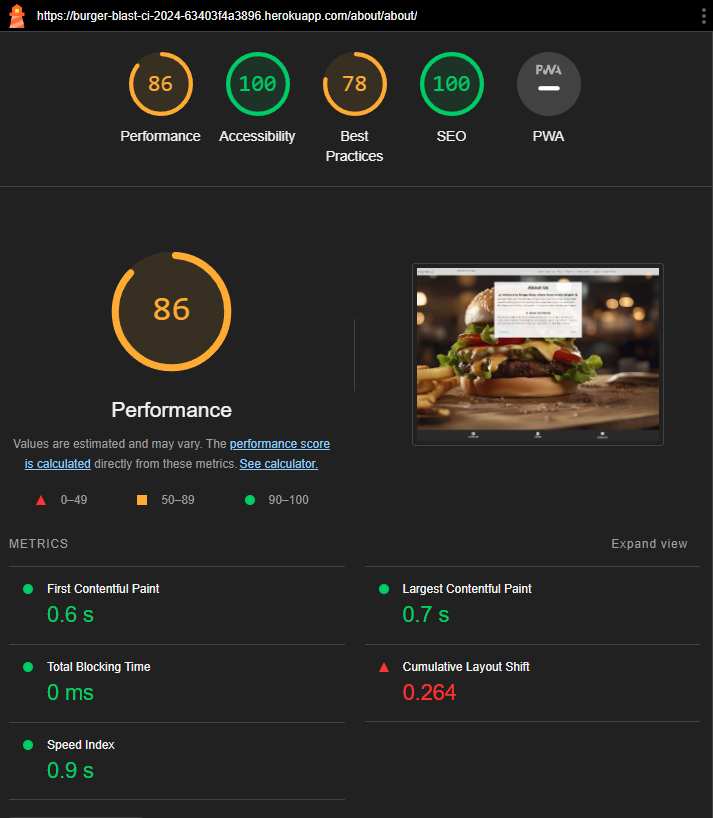 https://burger-blast-ci-2024-63403f4a3896.herokuapp.com/about/about/
86 100 78 100 PWA
Performance Accessibility Best Practices SEO PWA
86
Performance
Values are estimated and may vary. The performance score
is calculated directly from these metrics. See calculator.
0–49 50–89 90–100
About Us
METRICS Expand view
First Contentful Paint
0.6 s
Largest Contentful Paint
0.7 s
Total Blocking Time
0 ms
Cumulative Layout Shift
0.264
Speed Index
0.9 s